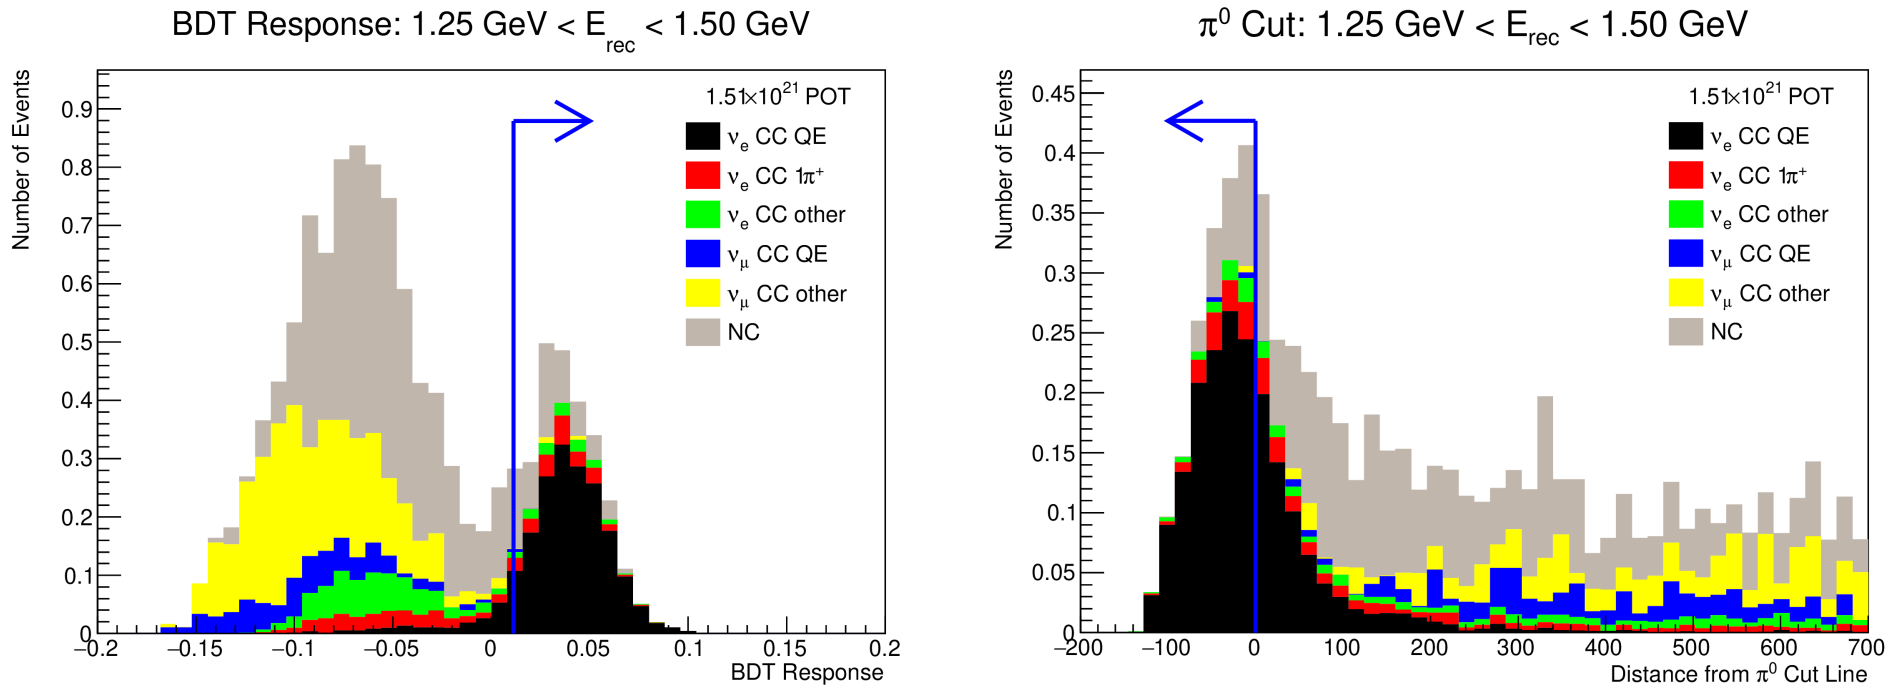 BDT Response: 1.25 GeV < E_rec < 1.50 GeV
Number of Events
0.9
0.8
0.7
0.6
0.5
0.4
0.3
0.2
0.1
0
1.51×10²¹ POT
ν_e CC QE
ν_e CC 1π⁺
ν_e CC other
ν_μ CC QE
ν_μ CC other
NC
−0.2 −0.15 −0.1 −0.05 0 0.05 0.1 0.15 0.2
BDT Response
π⁰ Cut: 1.25 GeV < E_rec < 1.50 GeV
Number of Events
0.45
0.4
0.35
0.3
0.25
0.2
0.15
0.1
0.05
0
1.51×10²¹ POT
ν_e CC QE
ν_e CC 1π⁺
ν_e CC other
ν_μ CC QE
ν_μ CC other
NC
−200 −100 0 100 200 300 400 500 600 700
Distance from π⁰ Cut Line